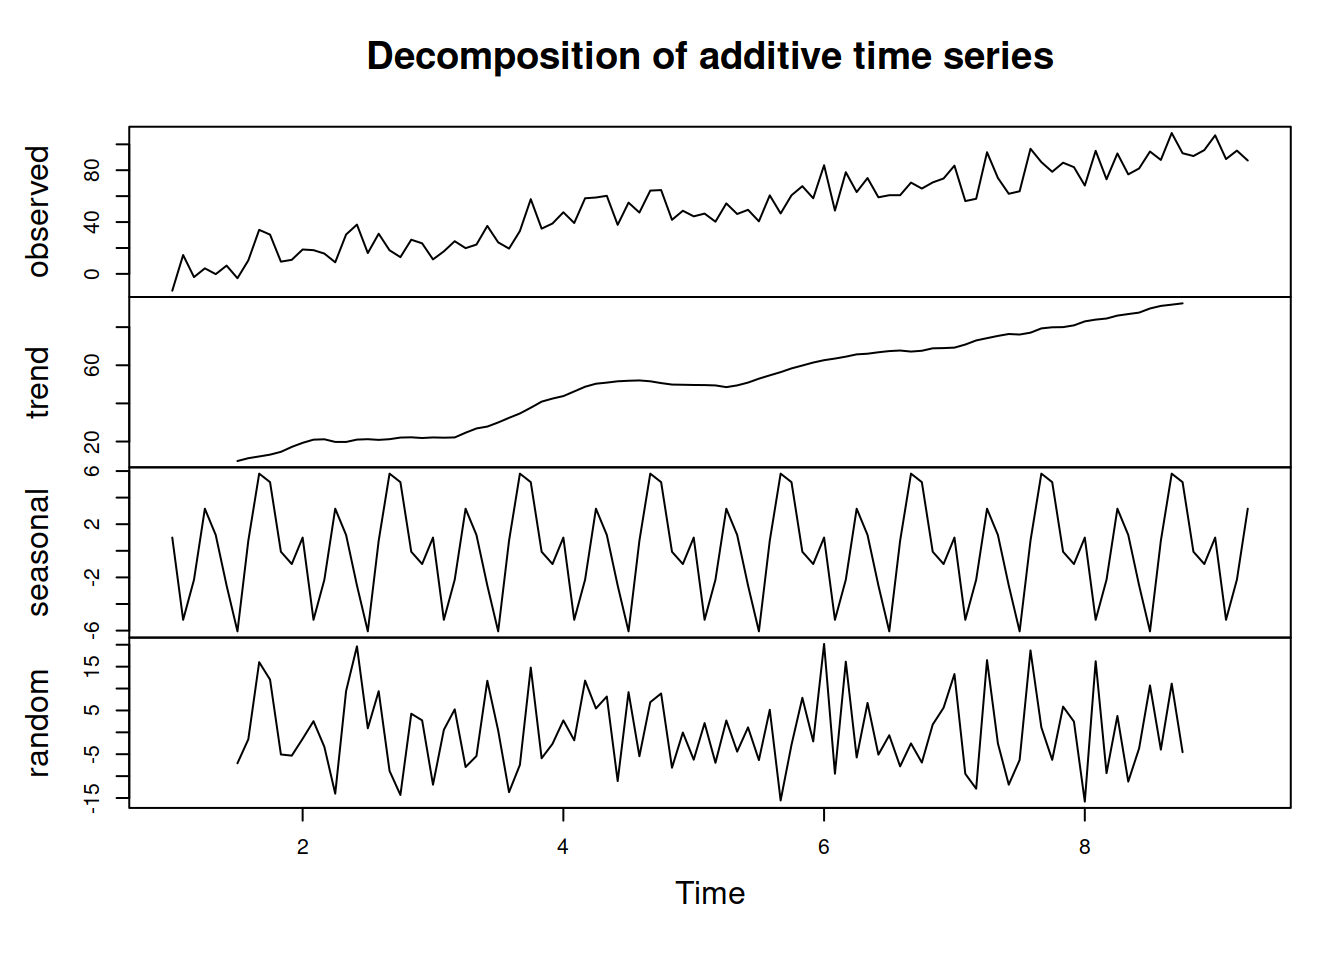 Decomposition of additive time series
observed
0 40 80
trend
20 60
seasonal
-6 -2 2 6
random
-15 -5 5 15
2 4 6 8
Time